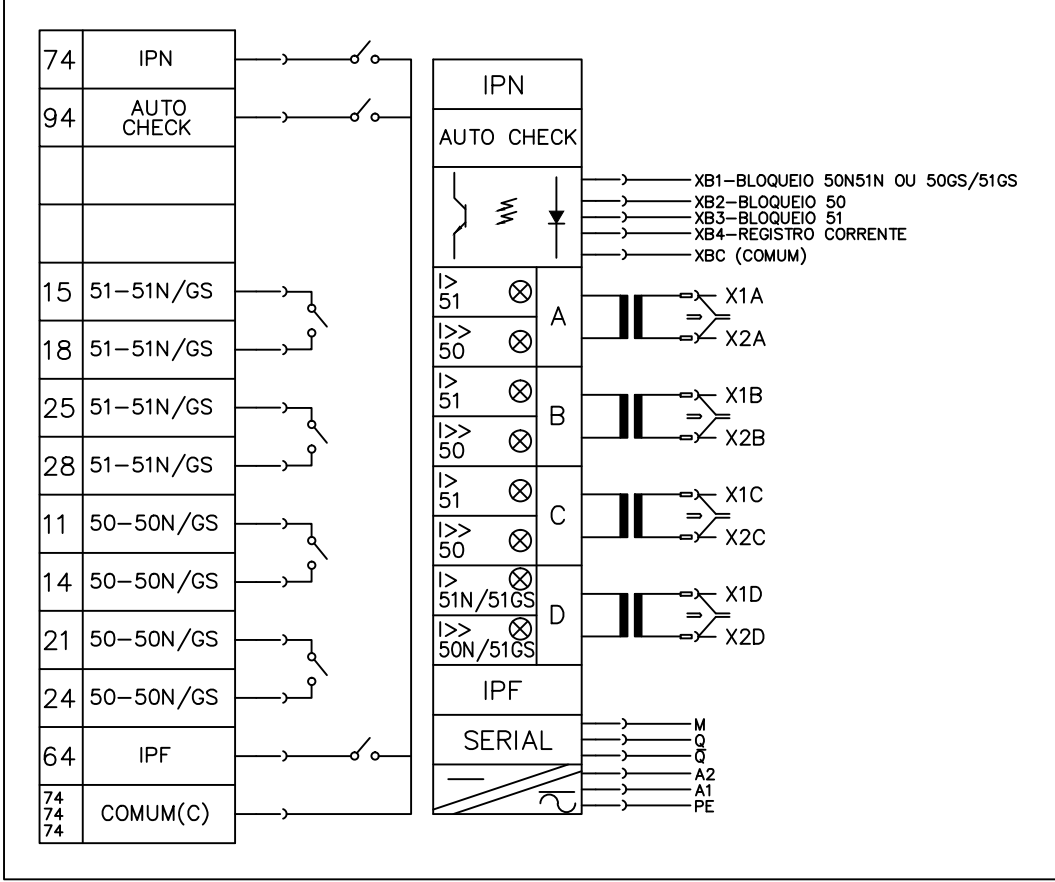 74 IPN
94 AUTO CHECK
15 51-51N/GS
18 51-51N/GS
25 51-51N/GS
28 51-51N/GS
11 50-50N/GS
14 50-50N/GS
21 50-50N/GS
24 50-50N/GS
64 IPF
74
74
74
COMUM(C)
IPN
AUTO CHECK
XB1-BLOQUEIO 50N51N OU 50GS/51GS
XB2-BLOQUEIO 50
XB3-BLOQUEIO 51
XB4-REGISTRO CORRENTE
XBC (COMUM)
I>
51
I>>
50
A
X1A
X2A
I>
51
I>>
50
B
X1B
X2B
I>
51
I>>
50
C
X1C
X2C
I>
51N/51GS
I>>
50N/51GS
D
X1D
X2D
IPF
SERIAL
M
Q
Q̅
A2
A1
PE